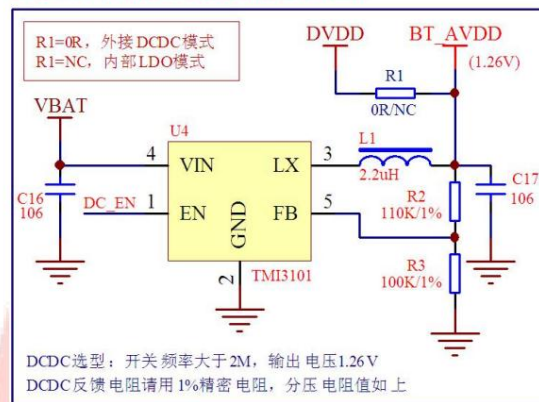 R1=0R，外接DCDC模式
R1=NC，内部LDO模式
DVDD
BT_AVDD
(1.26V)
R1
0R/NC
VBAT
U4
L1
2.2uH
4
VIN
LX
3
C16
106
DC_EN
1
EN
FB
5
GND
2
TMI3101
R2
110K/1%
C17
106
R3
100K/1%
DCDC选型：开关频率大于2M，输出电压1.26V
DCDC反馈电阻请用1%精密电阻，分压电阻值如上